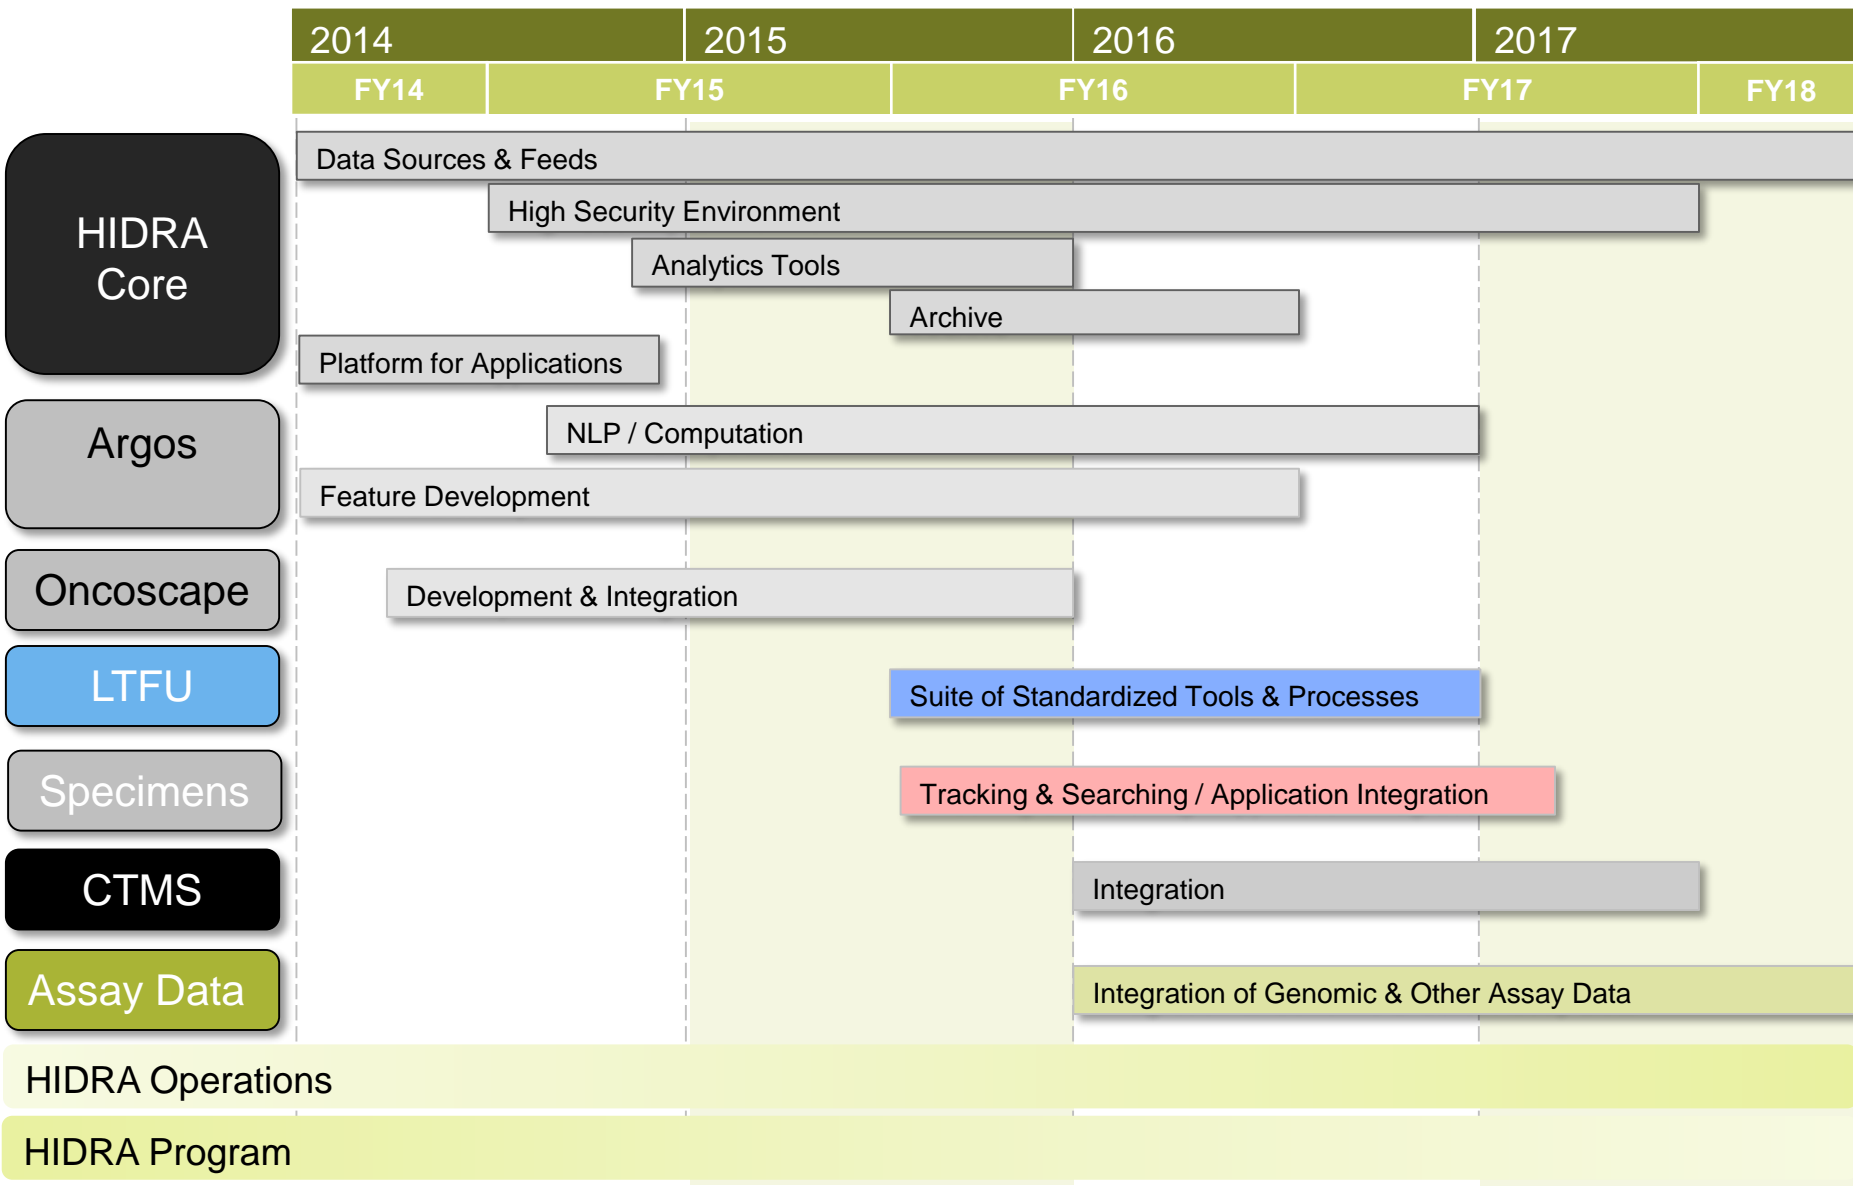 2014 2015 2016 2017
FY14 FY15 FY16 FY17 FY18
HIDRA
Core
Data Sources & Feeds
High Security Environment
Analytics Tools
Archive
Platform for Applications
Argos
NLP / Computation
Feature Development
Oncoscape
Development & Integration
LTFU
Suite of Standardized Tools & Processes
Specimens
Tracking & Searching / Application Integration
CTMS
Integration
Assay Data
Integration of Genomic & Other Assay Data
HIDRA Operations
HIDRA Program